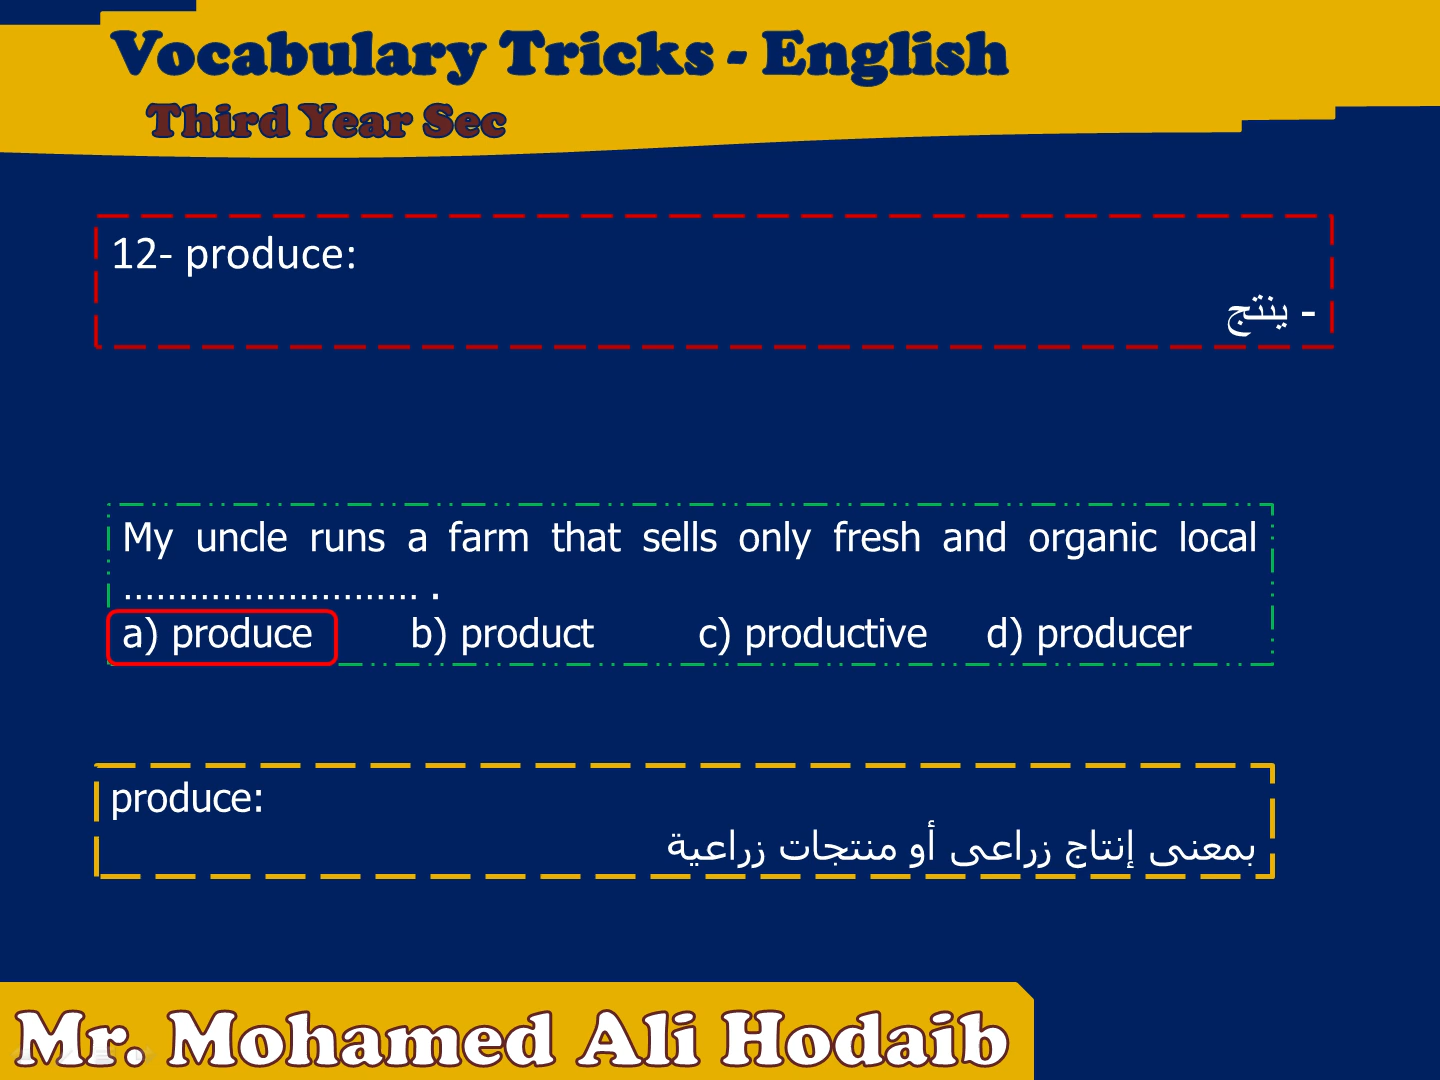 Vocabulary Tricks - English
Third Year Sec
12- produce:
- ينتج
My uncle runs a farm that sells only fresh and organic local
........................... .
a) produce b) product c) productive d) producer
produce:
بمعنى إنتاج زراعى أو منتجات زراعية
Mr. Mohamed Ali Hodaib